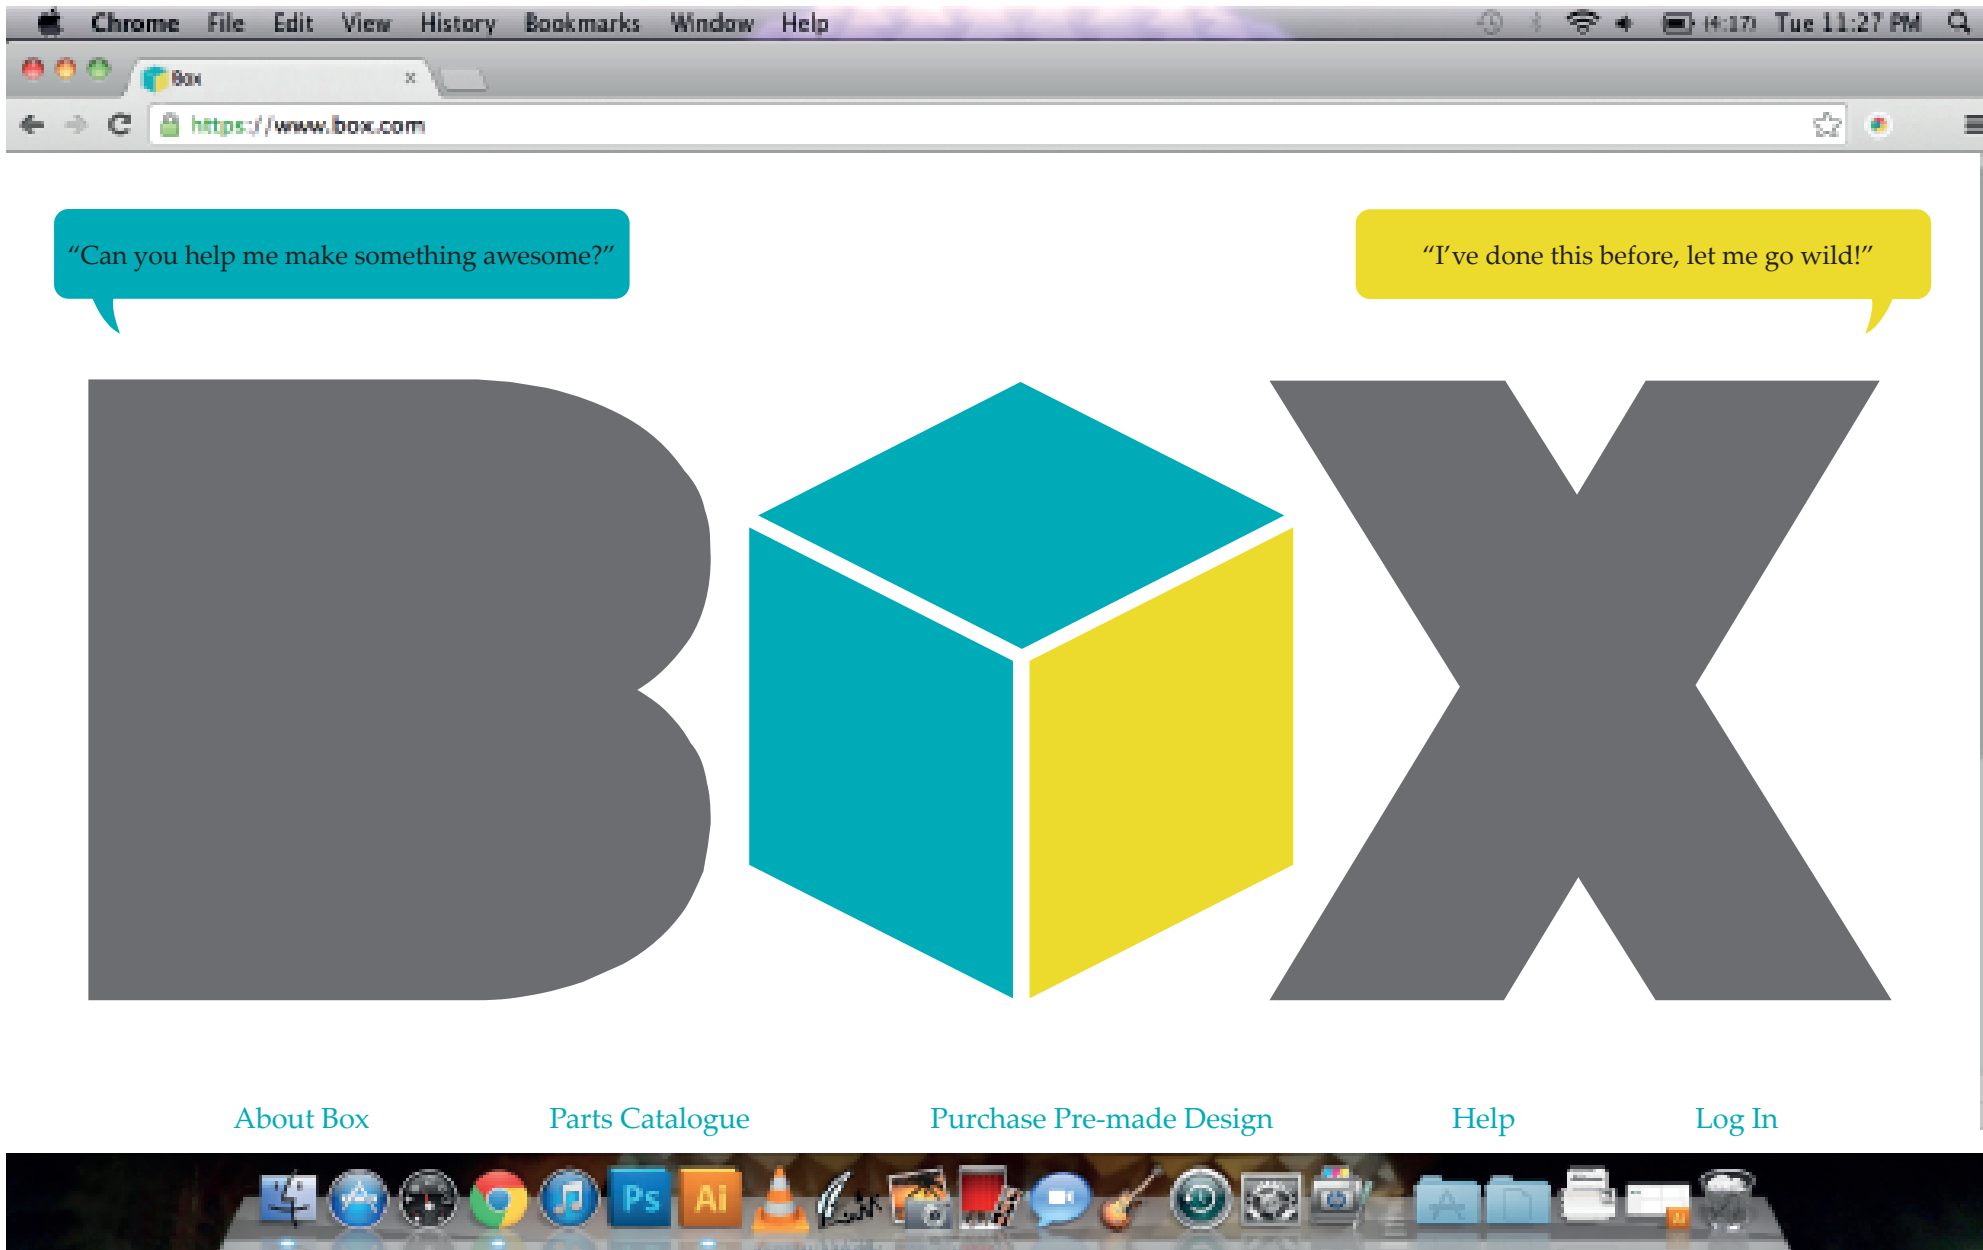 Chrome File Edit View History Bookmarks Window Help (4:17) Tue 11:27 PM
Box
https://www.box.com
“Can you help me make something awesome?”
“I’ve done this before, let me go wild!”
BOX
About Box Parts Catalogue Purchase Pre-made Design Help Log In
Ps Ai